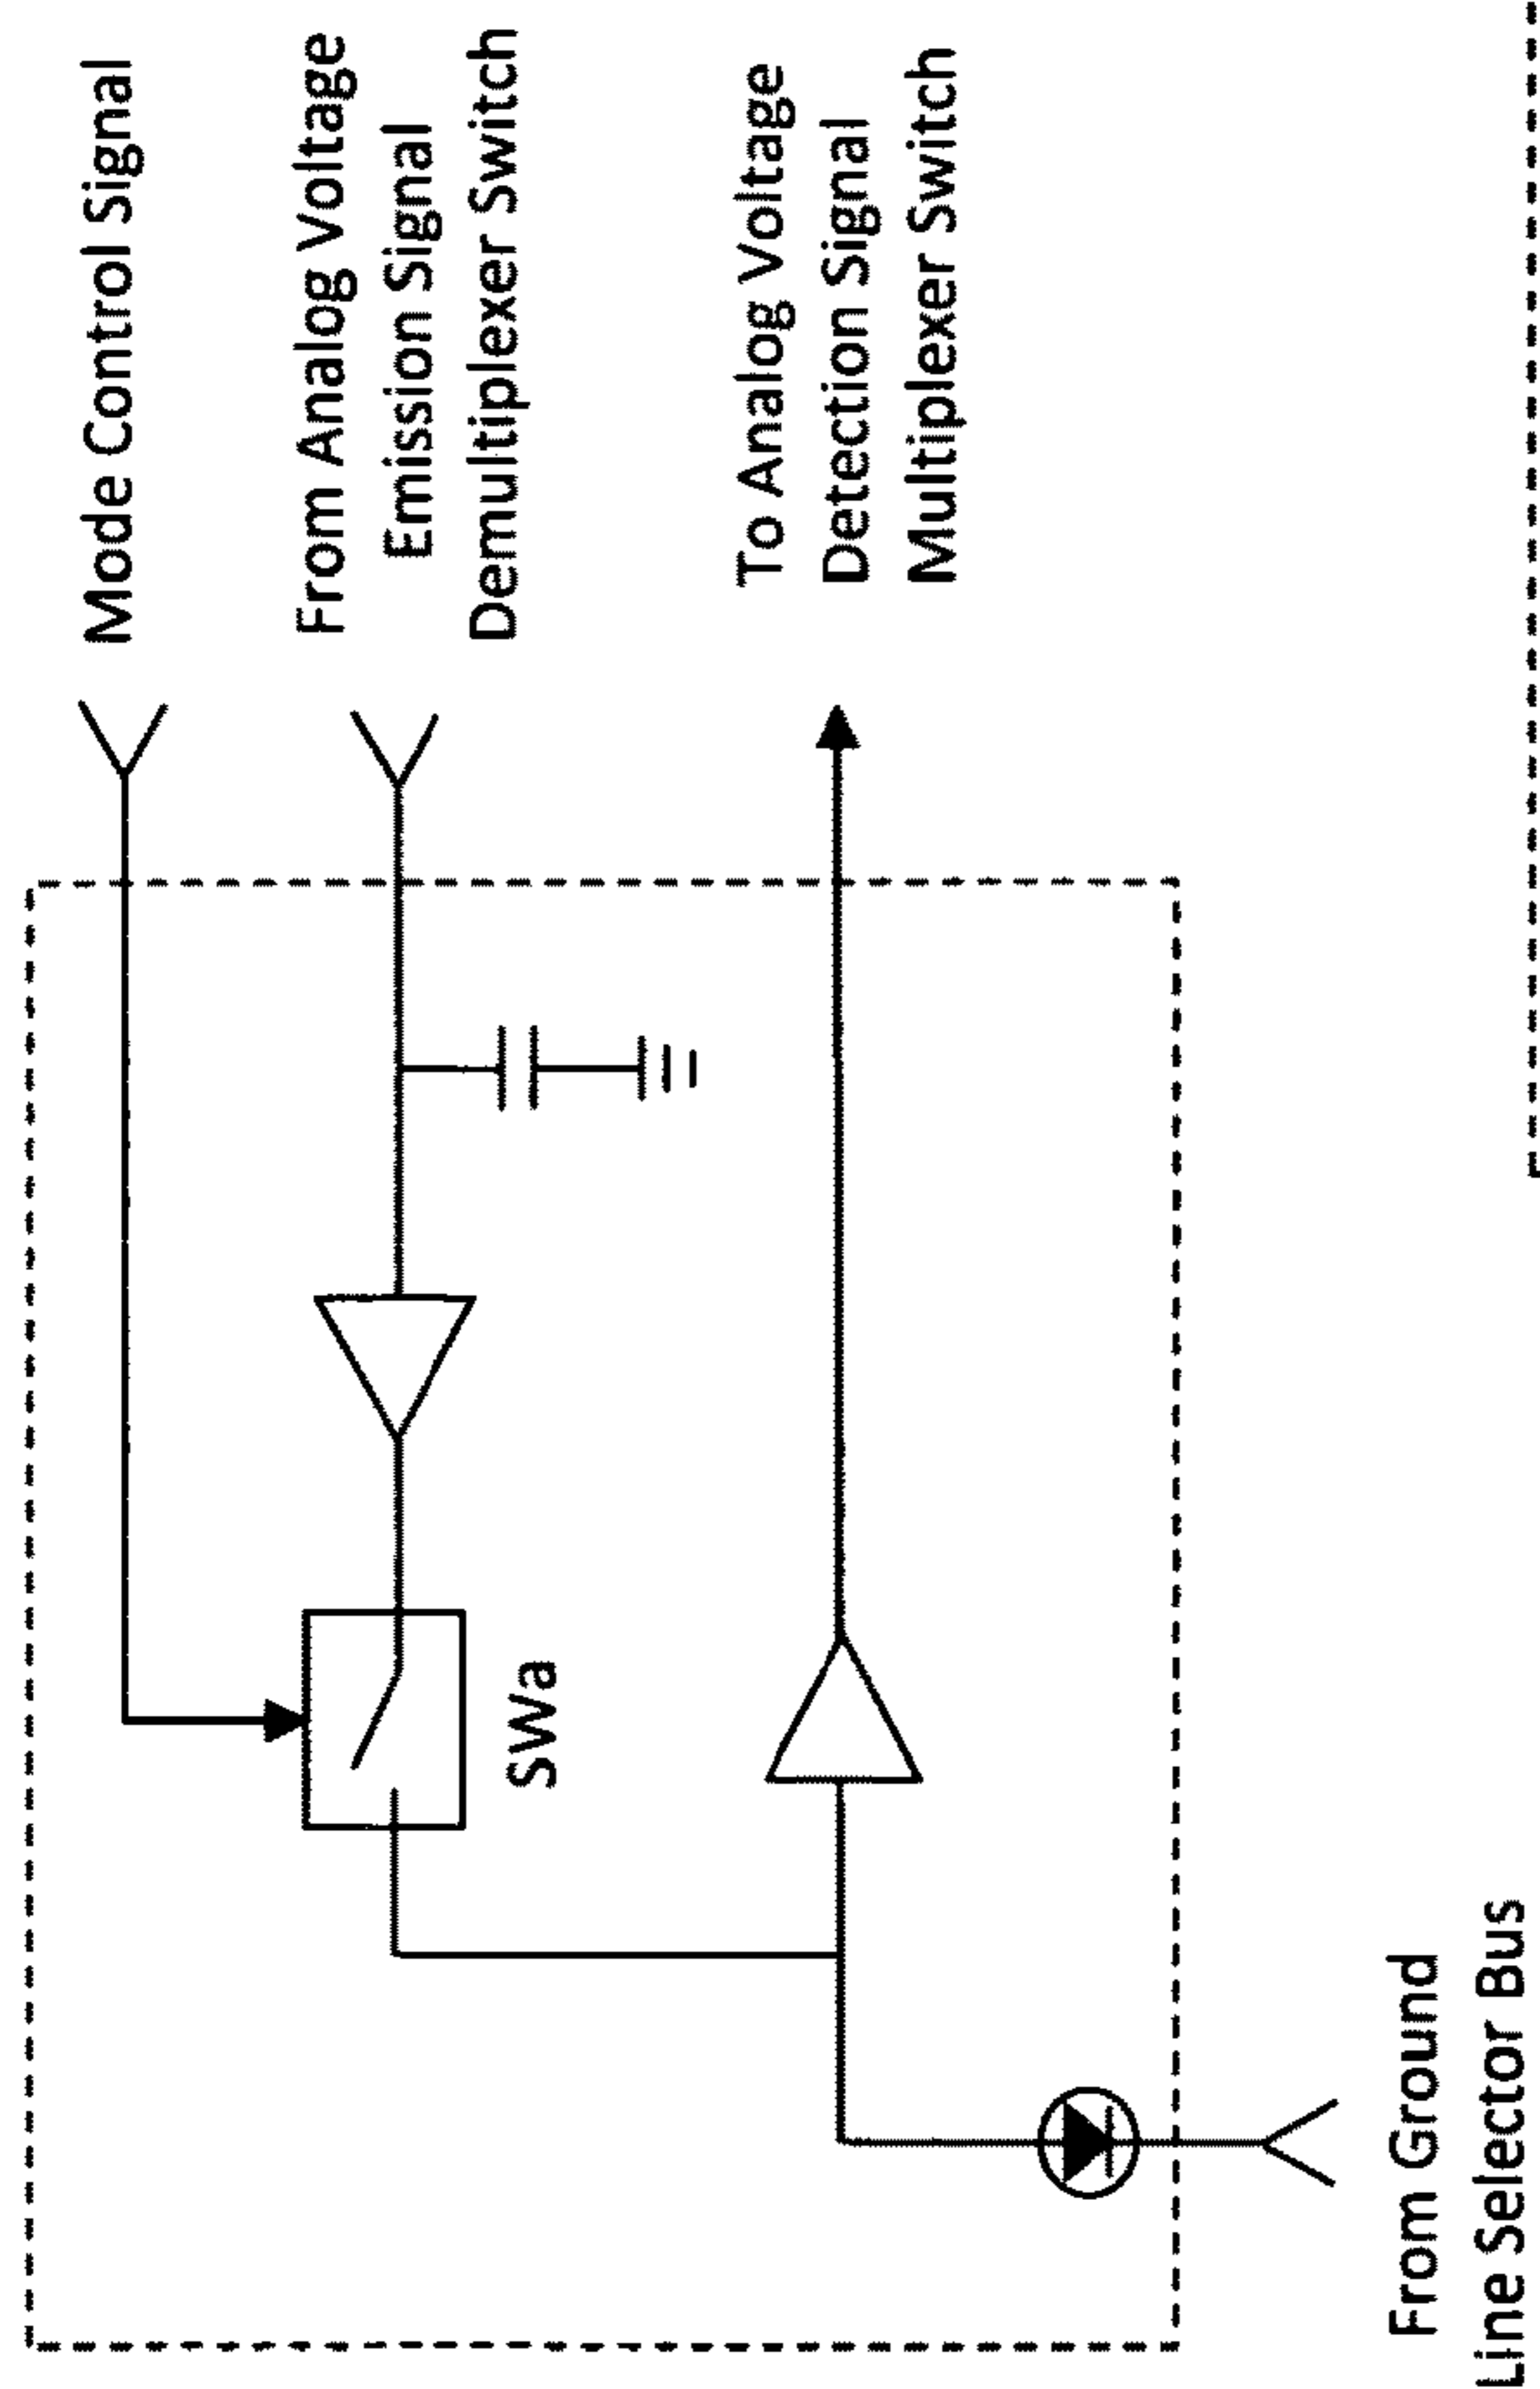 Mode Control Signal
From Analog Voltage
Emission Signal
Demultiplexer Switch
To Analog Voltage
Detection Signal
Multiplexer Switch
SWa
From Ground
Line Selector Bus